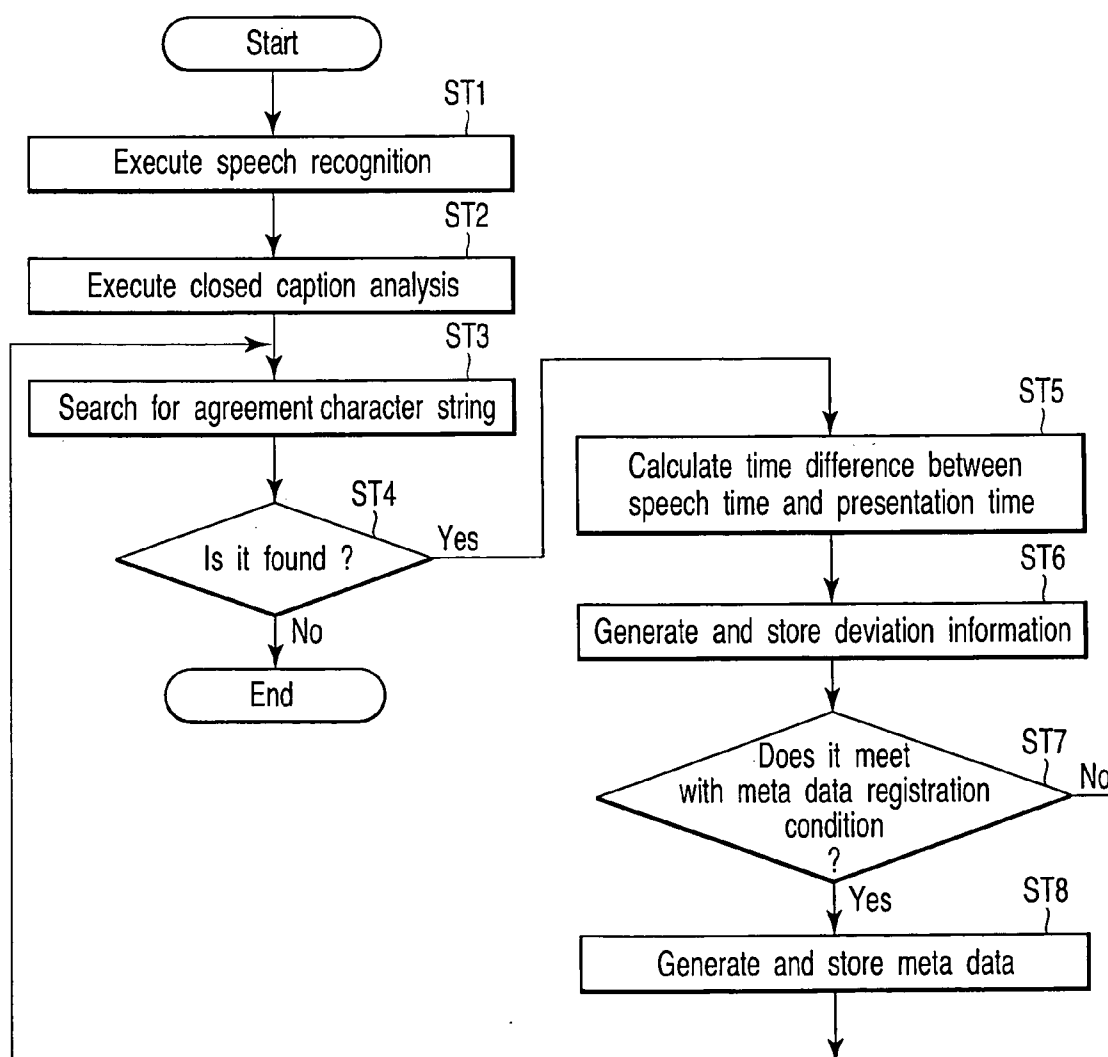 Start
ST1
Execute speech recognition
ST2
Execute closed caption analysis
ST3
Search for agreement character string
ST4
Is it found ?
Yes
No
End
ST5
Calculate time difference between
speech time and presentation time
ST6
Generate and store deviation information
ST7
Does it meet
with meta data registration
condition
?
No
Yes
ST8
Generate and store meta data